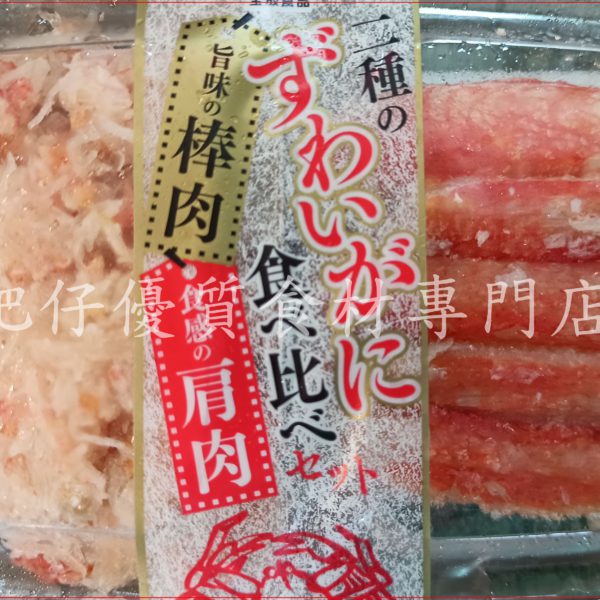 二種の
ずわいがに
食べ比べ
セット
旨味の
棒肉
食感の
肩肉
肥仔優質食材專門店